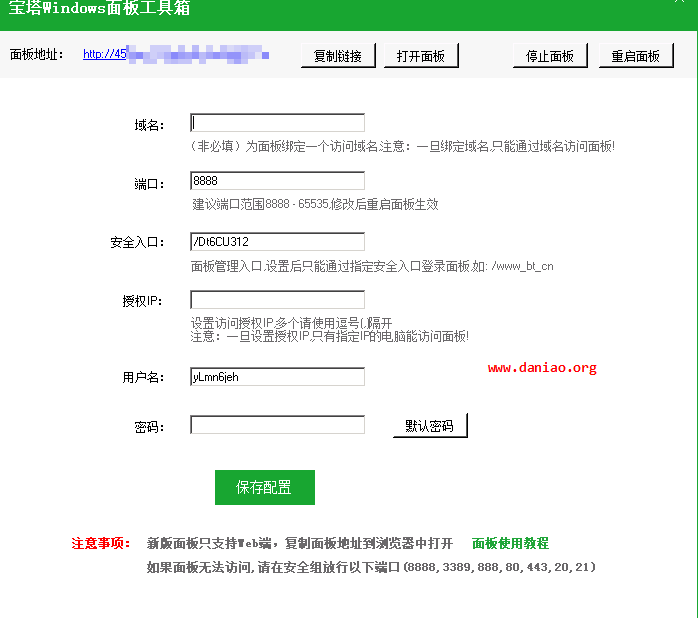 宝塔Windows面板工具箱
面板地址： http://45 复制链接 打开面板 停止面板 重启面板
域名：
（非必填）为面板绑定一个访问域名.注意：一旦绑定域名,只能通过域名访问面板!
端口： 8888
建议端口范围8888 - 65535,修改后重启面板生效
安全入口： /Dt6CU312
面板管理入口,设置后只能通过指定安全入口登录面板,如: /www_bt_cn
授权IP：
设置访问授权IP,多个请使用逗号(,)隔开
注意：一旦设置授权IP,只有指定IP的电脑能访问面板!
www.daniao.org
用户名： yLmn6jeh
密码： 默认密码
保存配置
注意事项： 新版面板只支持Web端，复制面板地址到浏览器中打开 面板使用教程
如果面板无法访问,请在安全组放行以下端口(8888,3389,888,80,443,20,21)